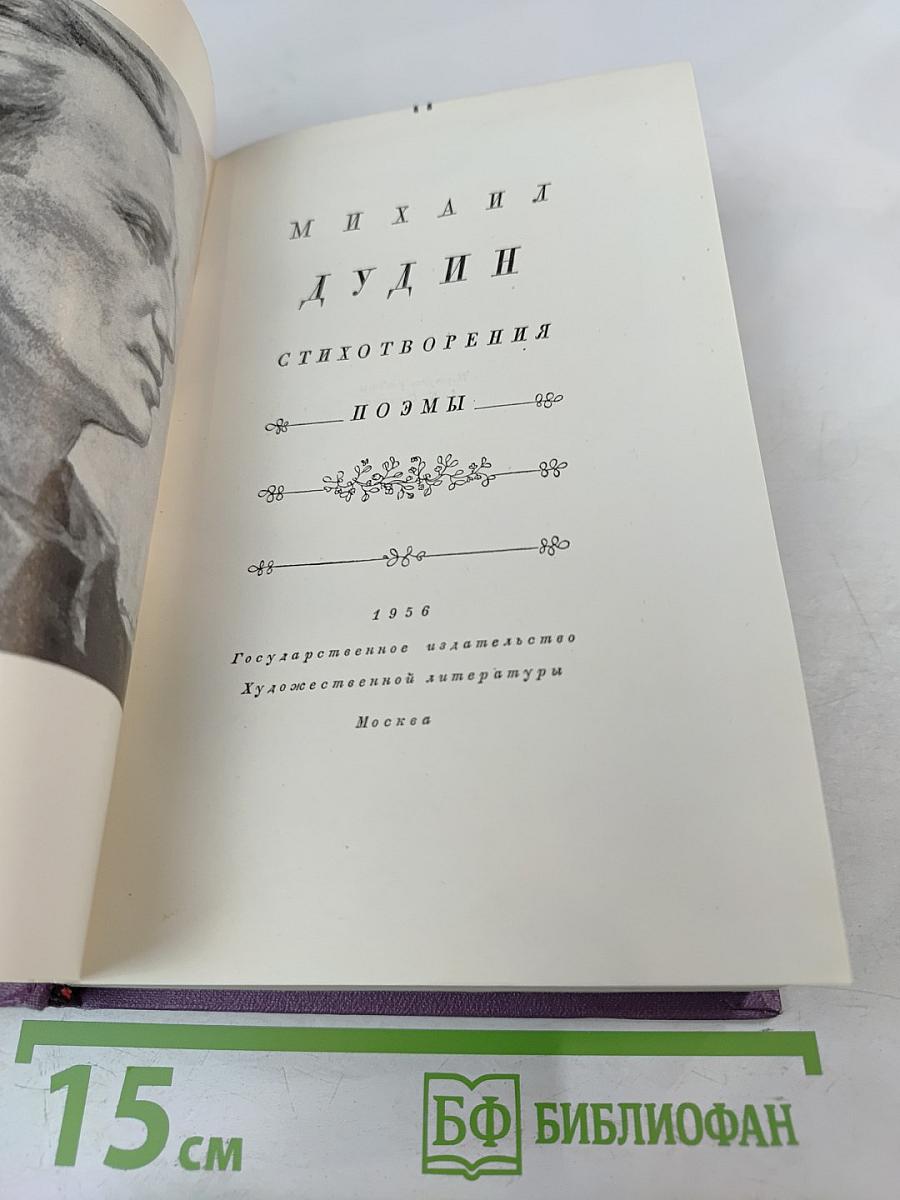 МИХАИЛ
ДУДИН
СТИХОТВОРЕНИЯ
ПОЭМЫ
1956
Государственное издательство
Художественной литературы
Москва
15 см
БФ БИБЛИОФАН